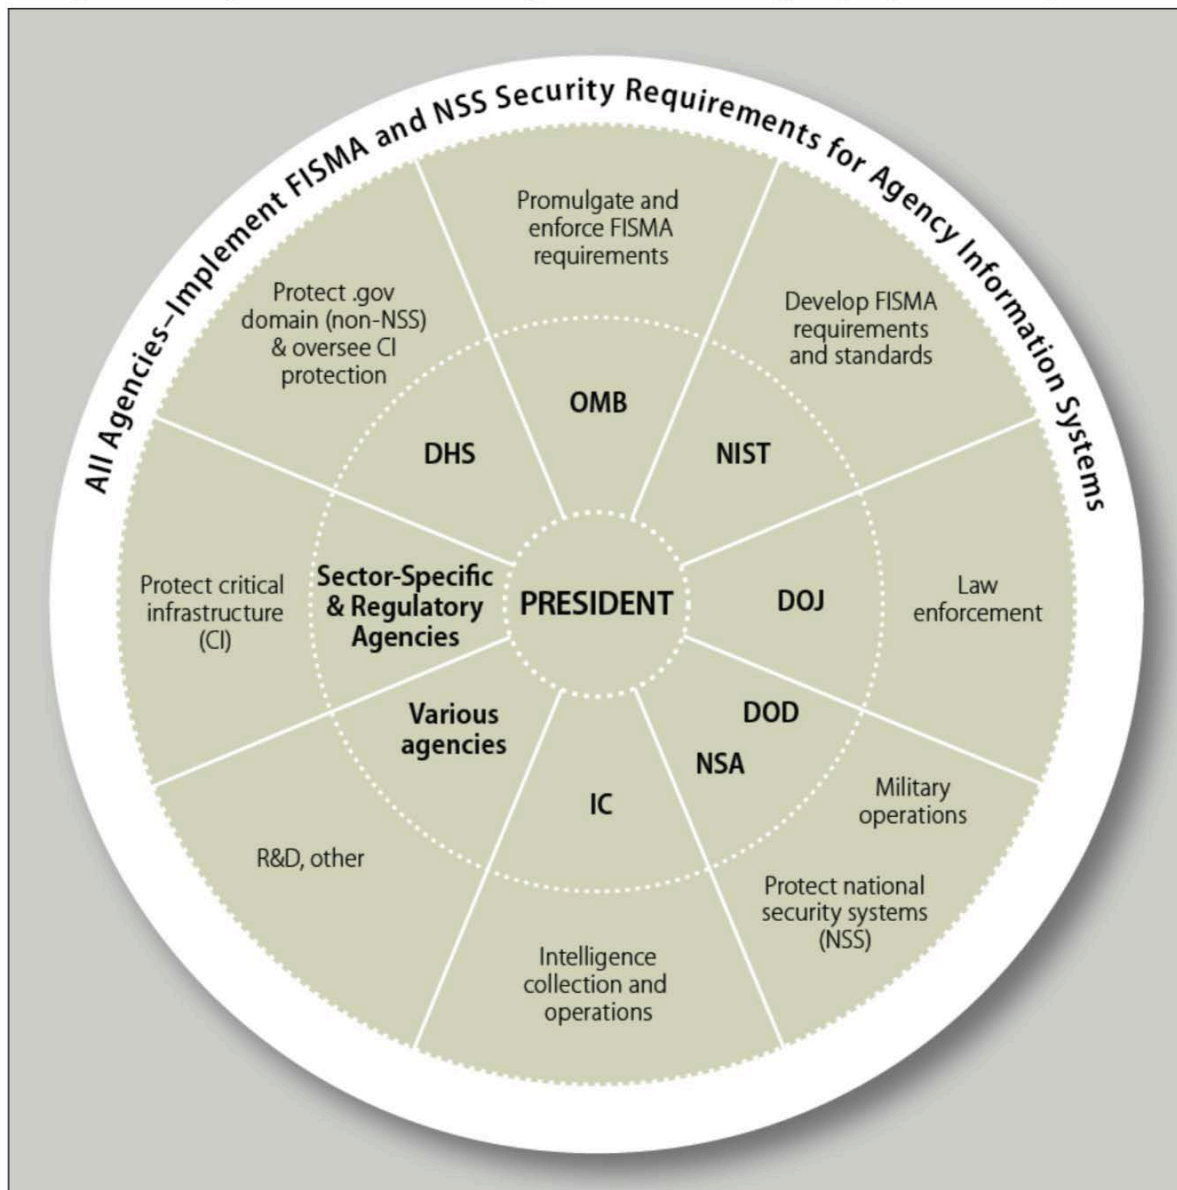 All Agencies–Implement FISMA and NSS Security Requirements for Agency Information Systems
Promulgate and
enforce FISMA
requirements
OMB
Develop FISMA
requirements
and standards
NIST
Law
enforcement
DOJ
DOD
NSA
Military
operations
Protect national
security systems
(NSS)
IC
Intelligence
collection and
operations
Various
agencies
R&D, other
Sector-Specific
& Regulatory
Agencies
Protect critical
infrastructure
(CI)
DHS
Protect .gov
domain (non-NSS)
& oversee CI
protection
PRESIDENT